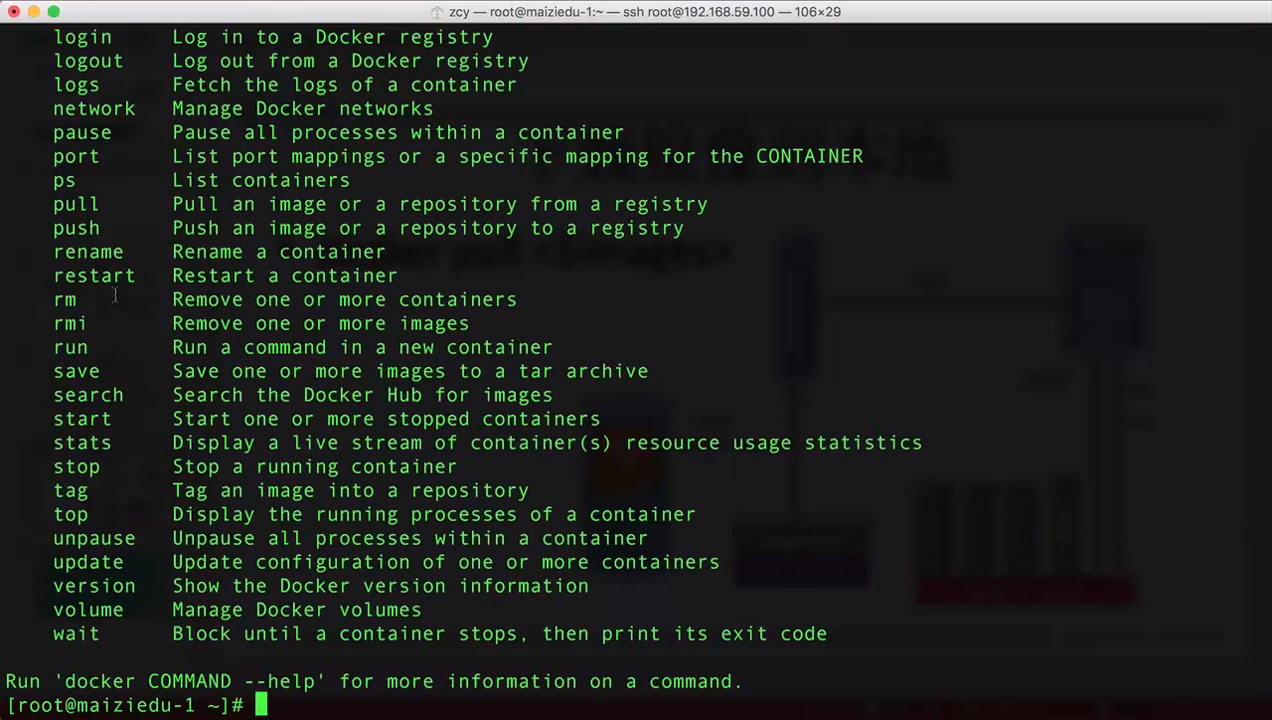 zcy — root@maiziedu-1:~ — ssh root@192.168.59.100 — 106×29
login Log in to a Docker registry
logout Log out from a Docker registry
logs Fetch the logs of a container
network Manage Docker networks
pause Pause all processes within a container
port List port mappings or a specific mapping for the CONTAINER
ps List containers
pull Pull an image or a repository from a registry
push Push an image or a repository to a registry
rename Rename a container
restart Restart a container
rm Remove one or more containers
rmi Remove one or more images
run Run a command in a new container
save Save one or more images to a tar archive
search Search the Docker Hub for images
start Start one or more stopped containers
stats Display a live stream of container(s) resource usage statistics
stop Stop a running container
tag Tag an image into a repository
top Display the running processes of a container
unpause Unpause all processes within a container
update Update configuration of one or more containers
version Show the Docker version information
volume Manage Docker volumes
wait Block until a container stops, then print its exit code
Run 'docker COMMAND --help' for more information on a command.
[root@maiziedu-1 ~]#